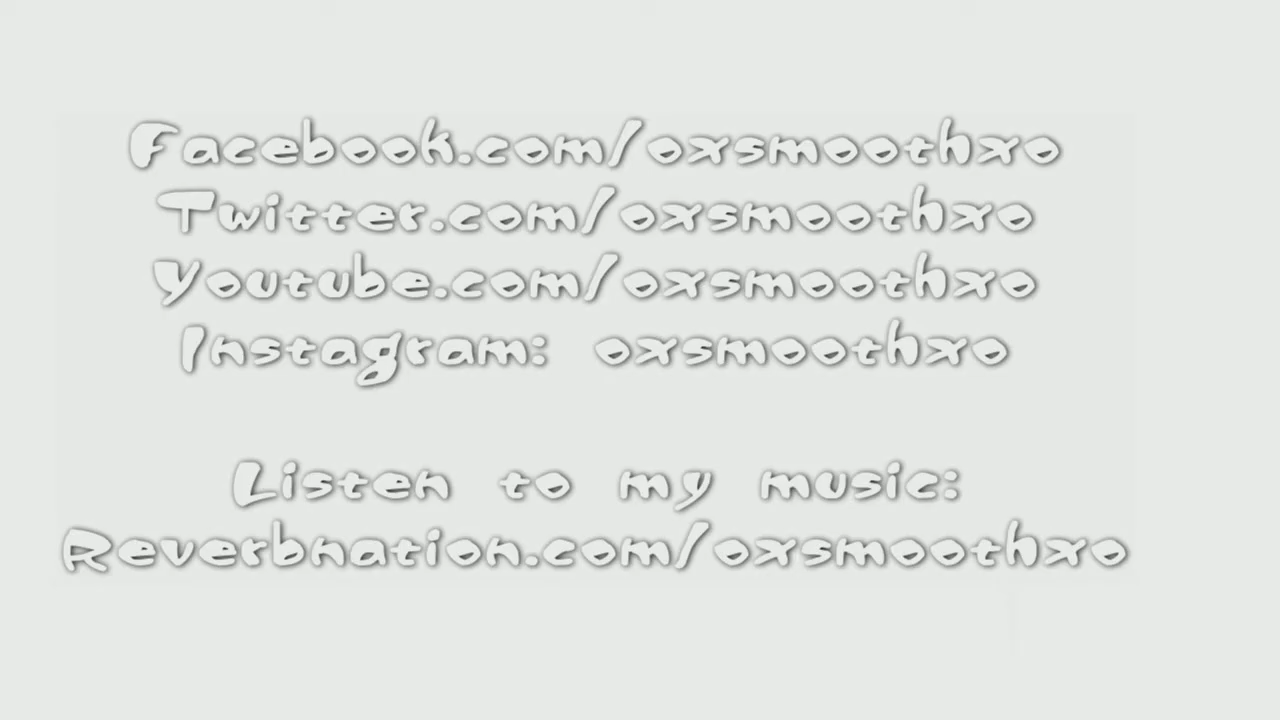 Facebook.com/oxsmoothxo
Twitter.com/oxsmoothxo
Youtube.com/oxsmoothxo
Instagram: oxsmoothxo
Listen to my music:
Reverbnation.com/oxsmoothxo